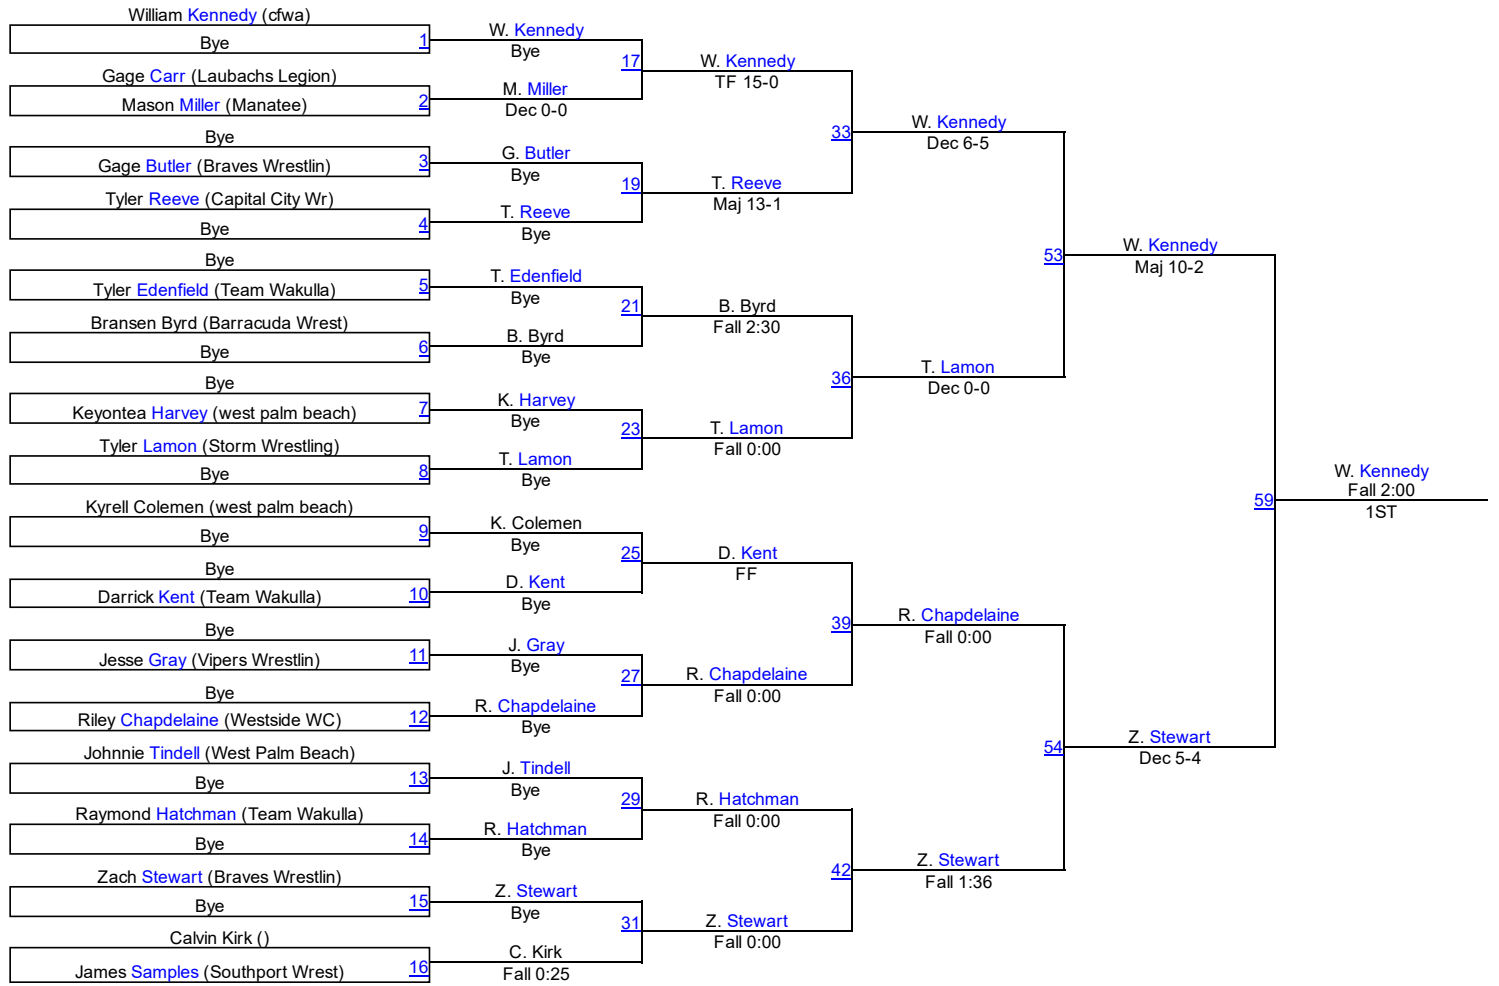 William Kennedy (cfwa)
Bye
1
Gage Carr (Laubachs Legion)
Mason Miller (Manatee)
2
Bye
Gage Butler (Braves Wrestlin)
3
Tyler Reeve (Capital City Wr)
Bye
4
Bye
Tyler Edenfield (Team Wakulla)
5
Bransen Byrd (Barracuda Wrest)
Bye
6
Bye
Keyontea Harvey (west palm beach)
7
Tyler Lamon (Storm Wrestling)
Bye
8
Kyrell Colemen (west palm beach)
Bye
9
Bye
Darrick Kent (Team Wakulla)
10
Bye
Jesse Gray (Vipers Wrestlin)
11
Bye
Riley Chapdelaine (Westside WC)
12
Johnnie Tindell (West Palm Beach)
Bye
13
Raymond Hatchman (Team Wakulla)
Bye
14
Zach Stewart (Braves Wrestlin)
Bye
15
Calvin Kirk ()
James Samples (Southport Wrest)
16
W. Kennedy
Bye
17
M. Miller
Dec 0-0
G. Butler
Bye
19
T. Reeve
Bye
T. Edenfield
Bye
21
B. Byrd
Bye
K. Harvey
Bye
23
T. Lamon
Bye
K. Colemen
Bye
25
D. Kent
Bye
J. Gray
Bye
27
R. Chapdelaine
Bye
J. Tindell
Bye
29
R. Hatchman
Bye
Z. Stewart
Bye
31
C. Kirk
Fall 0:25
W. Kennedy
TF 15-0
33
T. Reeve
Maj 13-1
B. Byrd
Fall 2:30
36
T. Lamon
Fall 0:00
D. Kent
FF
39
R. Chapdelaine
Fall 0:00
R. Hatchman
Fall 0:00
42
Z. Stewart
Fall 0:00
W. Kennedy
Dec 6-5
53
T. Lamon
Dec 0-0
R. Chapdelaine
Fall 0:00
54
Z. Stewart
Fall 1:36
W. Kennedy
Maj 10-2
59
Z. Stewart
Dec 5-4
W. Kennedy
Fall 2:00
1ST